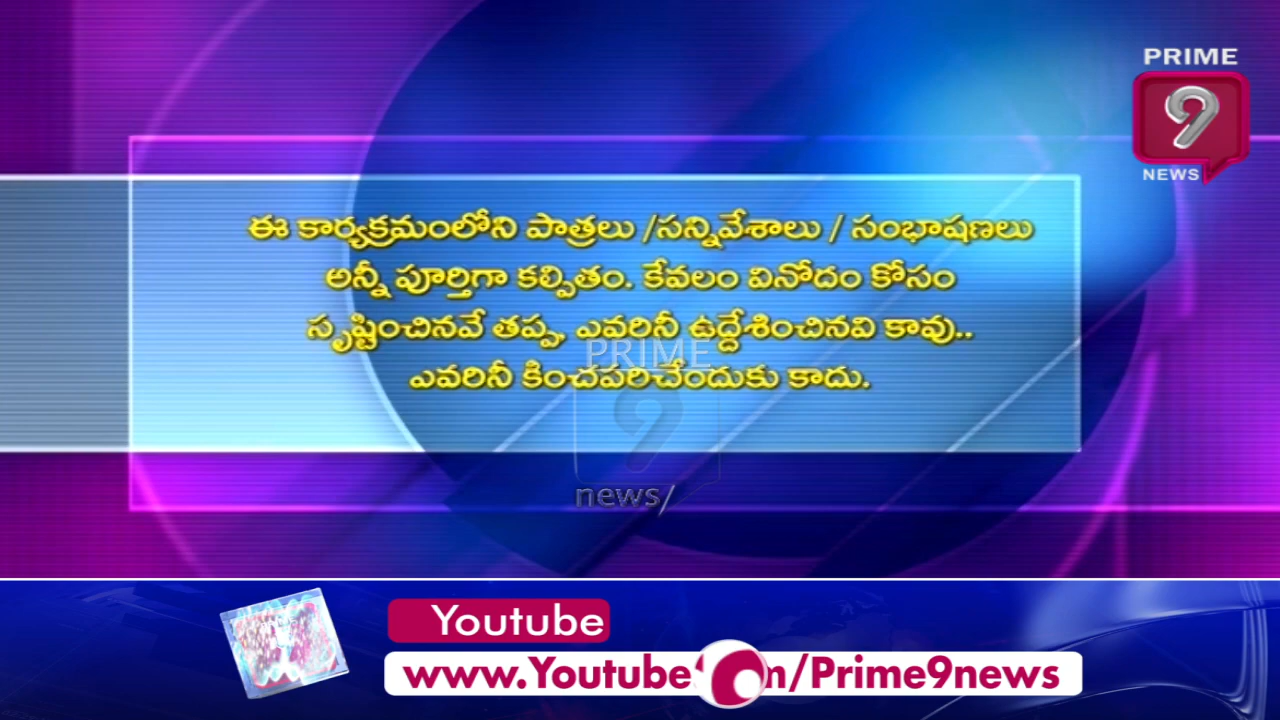 PRIME
9
NEWS
ఈ కార్యక్రమంలోని పాత్రలు /సన్నివేశాలు / సంభాషణలు
అన్నీ పూర్తిగా కల్పితం. కేవలం వినోదం కోసం
సృష్టించినవే తప్ప, ఎవరినీ ఉద్దేశించినవి కావు..
ఎవరినీ కించపరిచేందుకు కాదు.
PRIME
9
news/
Youtube
www.Youtube m/Prime9news